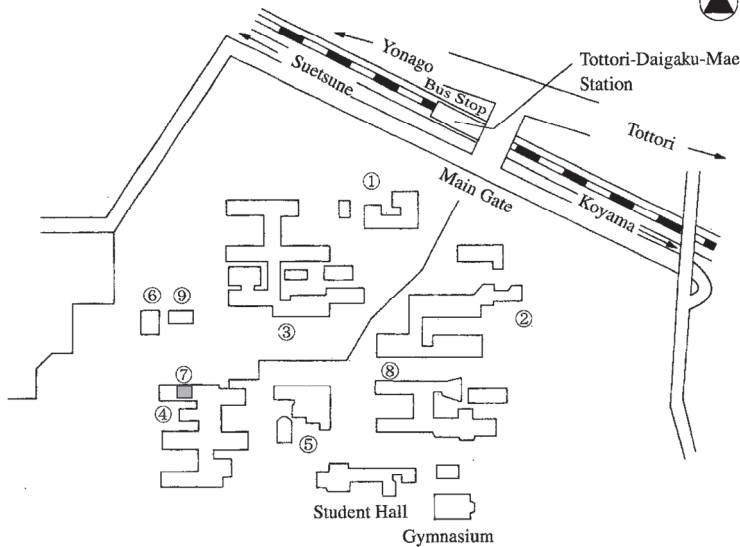 Yonago
Suetsune
Bus Stop
Tottori-Daigaku-Mae
Station
Tottori
Main Gate
Koyama
①
②
③
⑥ ⑨
⑦
④
⑧
⑤
Student Hall
Gymnasium